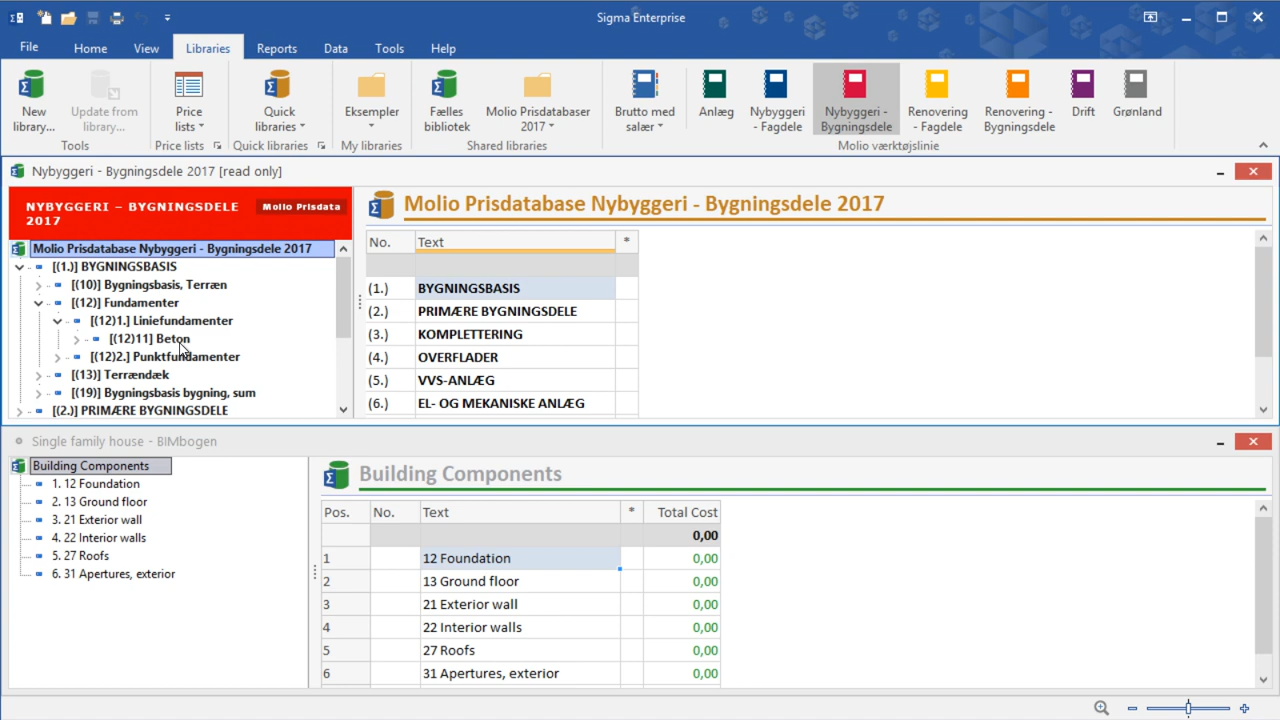 Sigma Enterprise
File Home View Libraries Reports Data Tools Help
New library... Update from library... Price lists Quick libraries Eksempler Fælles bibliotek Molio Prisdatabaser 2017 Brutto med salær Anlæg Nybyggeri - Fagdele Nybyggeri - Bygningsdele Renovering - Fagdele Renovering - Bygningsdele Drift Grønland
Tools Price lists Quick libraries My libraries Shared libraries Molio værktøjslinie
Nybyggeri - Bygningsdele 2017 [read only]
NYBYGGERI – BYGNINGSDELE 2017
Molio Prisdata
Molio Prisdatabase Nybyggeri - Bygningsdele 2017
[(1.)] BYGNINGSBASIS
[(10)] Bygningsbasis, Terræn
[(12)] Fundamenter
[(12)1.] Liniefundamenter
[(12)11] Beton
[(12)2.] Punktfundamenter
[(13)] Terrændæk
[(19)] Bygningsbasis bygning, sum
[(2.)] PRIMÆRE BYGNINGSDELE
Molio Prisdatabase Nybyggeri - Bygningsdele 2017
No. Text *
(1.) BYGNINGSBASIS
(2.) PRIMÆRE BYGNINGSDELE
(3.) KOMPLETTERING
(4.) OVERFLADER
(5.) VVS-ANLÆG
(6.) EL- OG MEKANISKE ANLÆG
Single family house - BIMbogen
Building Components
1. 12 Foundation
2. 13 Ground floor
3. 21 Exterior wall
4. 22 Interior walls
5. 27 Roofs
6. 31 Apertures, exterior
Building Components
Pos. No. Text * Total Cost
0,00
1 12 Foundation 0,00
2 13 Ground floor 0,00
3 21 Exterior wall 0,00
4 22 Interior walls 0,00
5 27 Roofs 0,00
6 31 Apertures, exterior 0,00